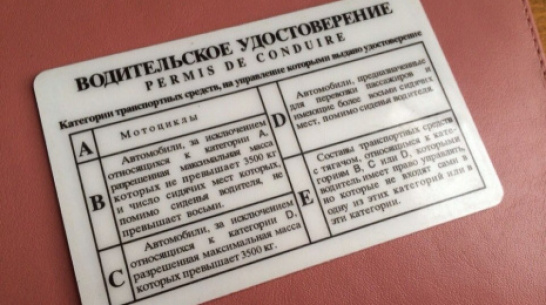 ВОДИТЕЛЬСКОЕ УДОСТОВЕРЕНИЕ
PERMIS DE CONDUIRE
Категории транспортных средств, на управление которыми выдано удостоверение
A
Мотоциклы
B
Автомобили, за исключением
относящихся к категории A,
разрешенная максимальная масса
которых не превышает 3500 кг
и число сидячих мест которых,
помимо сиденья водителя, не
превышает восьми.
C
Автомобили, за исключением
относящихся к категории D,
разрешенная максимальная масса
которых превышает 3500 кг.
D
Автомобили, предназначенные
для перевозки пассажиров и
имеющие более восьми сидячих
мест, помимо сиденья водителя.
E
Составы транспортных средств
с тягачом, относящимся к кате-
гориям B, C или D, которыми
водитель имеет право управлять,
но которые не входят сами в
одну из этих категорий или в
эти категории.